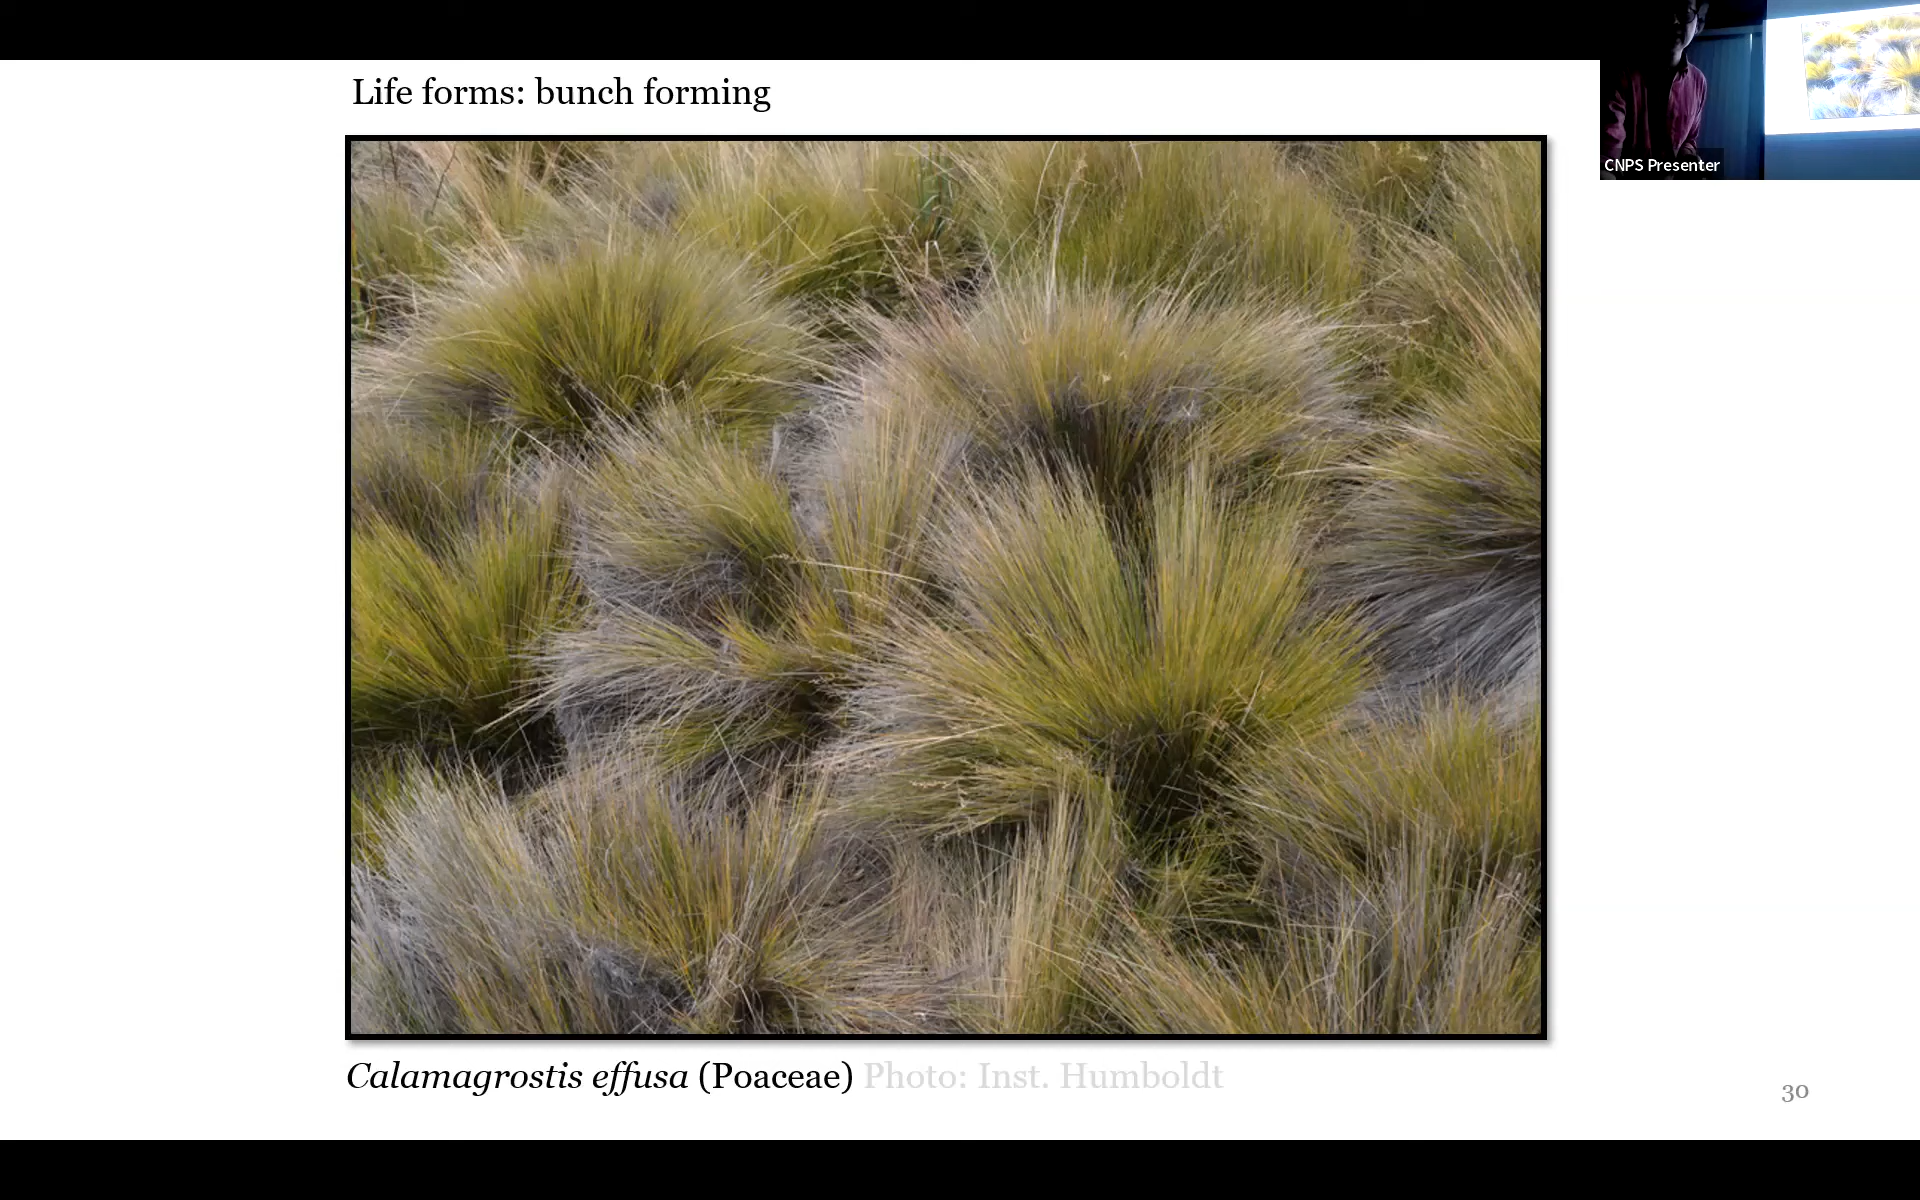 Life forms: bunch forming
CNPS Presenter
Calamagrostis effusa (Poaceae) Photo: Inst. Humboldt
30